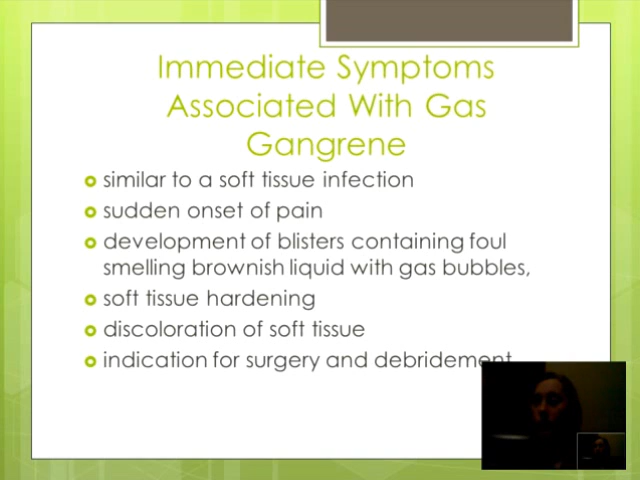 Immediate Symptoms
Associated With Gas
Gangrene
similar to a soft tissue infection
sudden onset of pain
development of blisters containing foul
smelling brownish liquid with gas bubbles,
soft tissue hardening
discoloration of soft tissue
indication for surgery and debridement